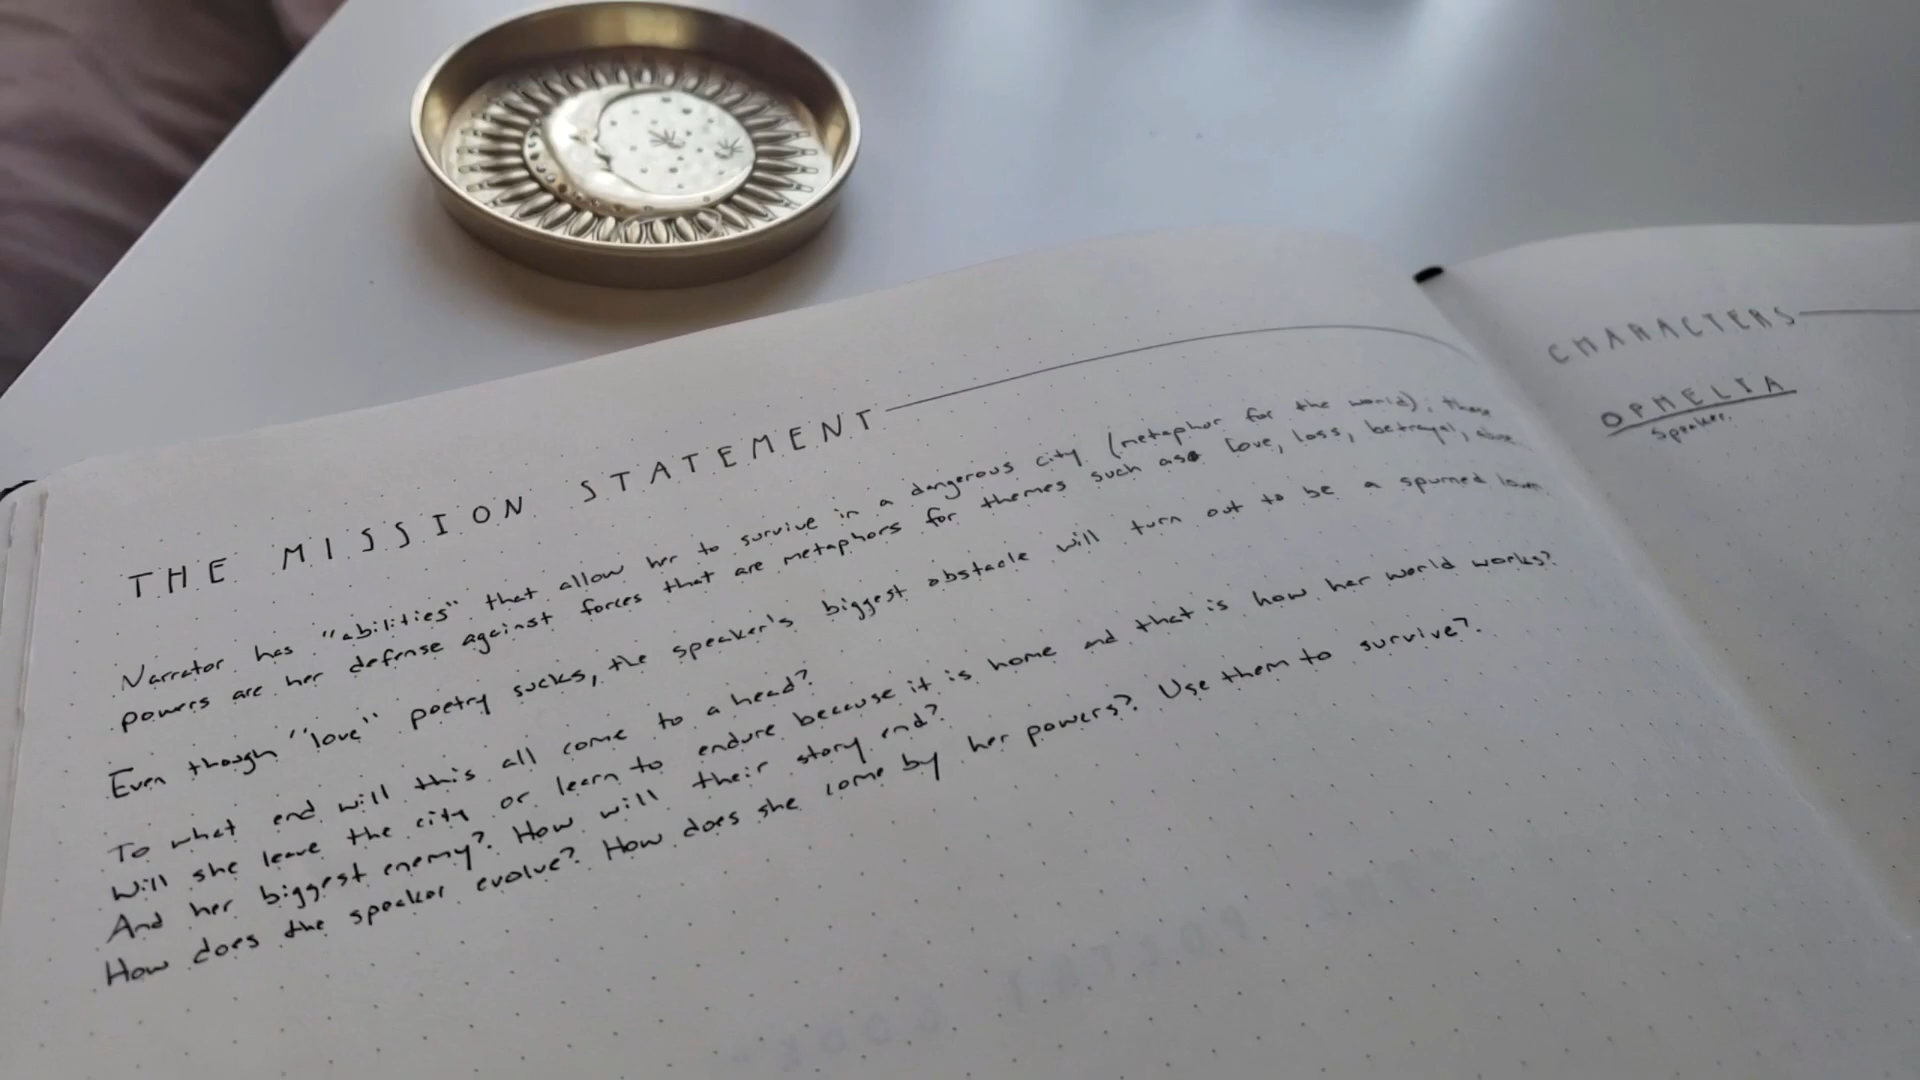 THE MISSION STATEMENT
Narrator has "abilities" that allow her to survive in a dangerous city (metaphor for the world); these
powers are her defense against forces that are metaphors for themes such as love, loss, betrayal,
Even though "love" poetry sucks, the speaker's biggest obstacle will turn out to be a spurned lover
To what end will this all come to a head?
Will she leave the city or learn to endure because it is home and that is how her world works?
And her biggest enemy? How will their story end?
How does the speaker evolve? How does she come by her powers? Use them to survive?
CHARACTERS
OPHELIA
speaker